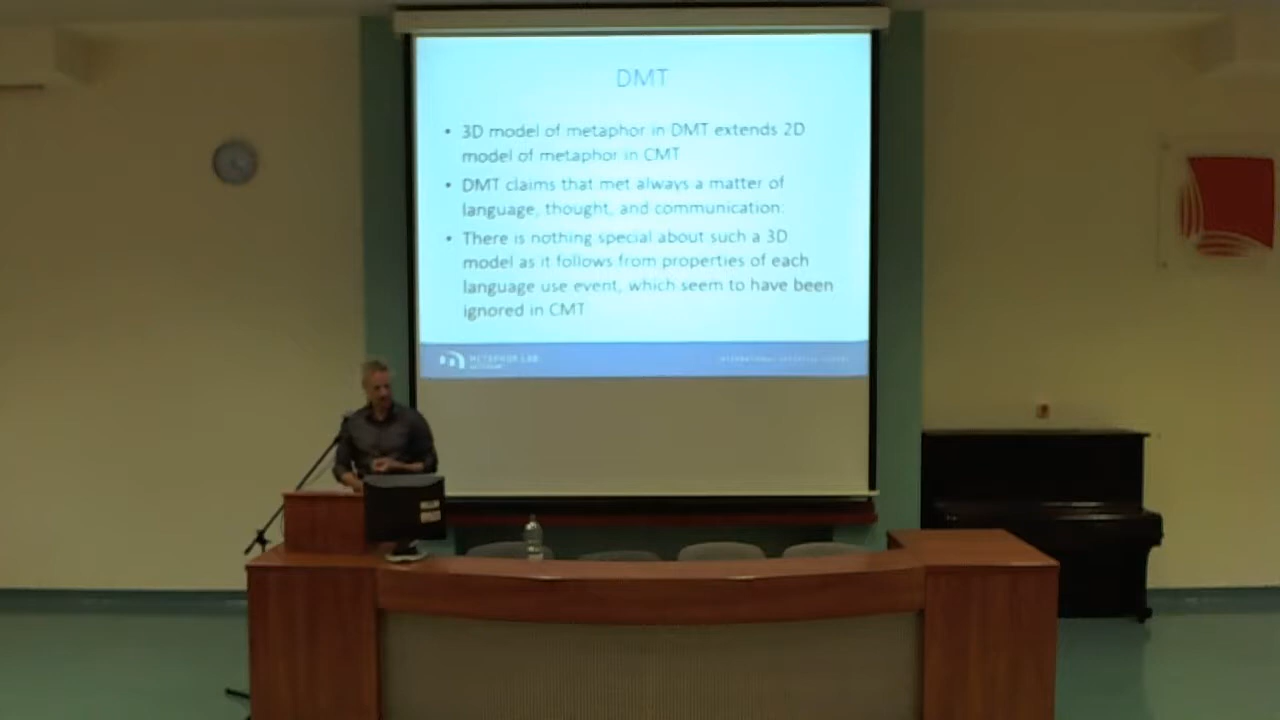 DMT
• 3D model of metaphor in DMT extends 2D
model of metaphor in CMT
• DMT claims that met always a matter of
language, thought, and communication:
• There is nothing special about such a 3D
model as it follows from properties of each
language use event, which seem to have been
ignored in CMT
METAPHOR LAB